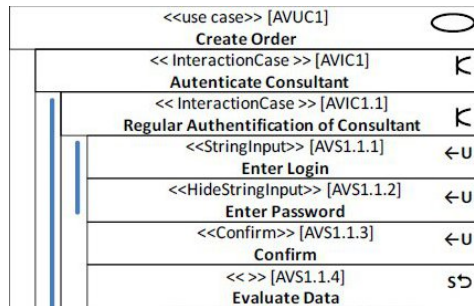 <<use case>> [AVUC1]
Create Order
<< InteractionCase >> [AVIC1]
Autenticate Consultant
<< InteractionCase >> [AVIC1.1]
Regular Authentification of Consultant
<<StringInput>> [AVS1.1.1]
Enter Login
←U
<<HideStringInput>> [AVS1.1.2]
Enter Password
←U
<<Confirm>> [AVS1.1.3]
Confirm
←U
<< >> [AVS1.1.4]
Evaluate Data
S⮌